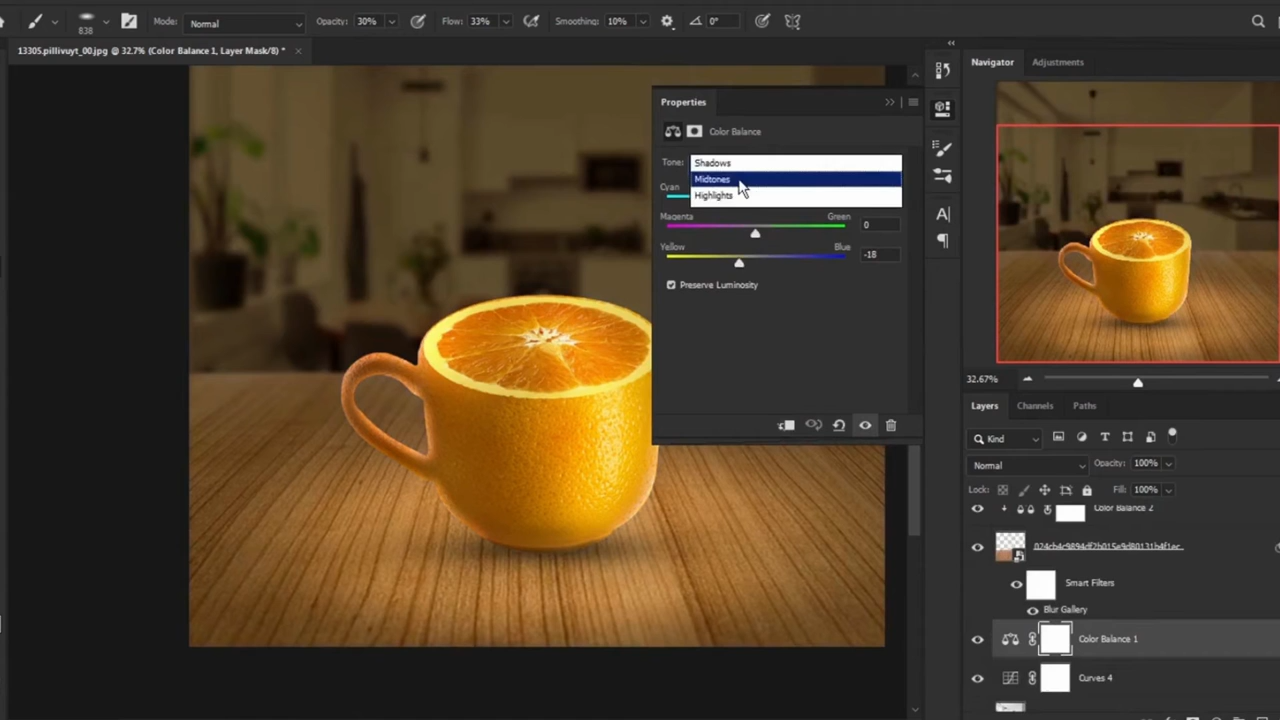 Mode: Normal Opacity: 30% Flow: 33% Smoothing: 10% 0°
838
13305.pillivuyt_00.jpg @ 32.7% (Color Balance 1, Layer Mask/8) *
Properties
Color Balance
Tone: Shadows
Midtones
Highlights
Cyan
Magenta Green 0
Yellow Blue -18
Preserve Luminosity
Navigator Adjustments
32.67%
Layers Channels Paths
Kind
Normal Opacity: 100%
Lock: Fill: 100%
Color Balance 2
Smart Filters
Blur Gallery
Color Balance 1
Curves 4